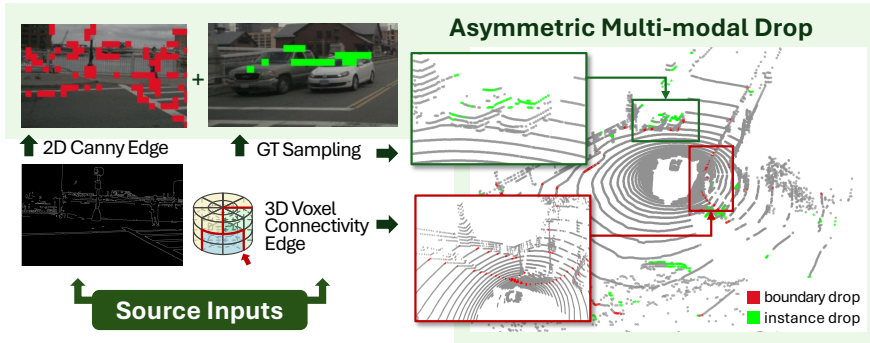 Asymmetric Multi-modal Drop
+
2D Canny Edge
GT Sampling
3D Voxel
Connectivity
Edge
Source Inputs
boundary drop
instance drop